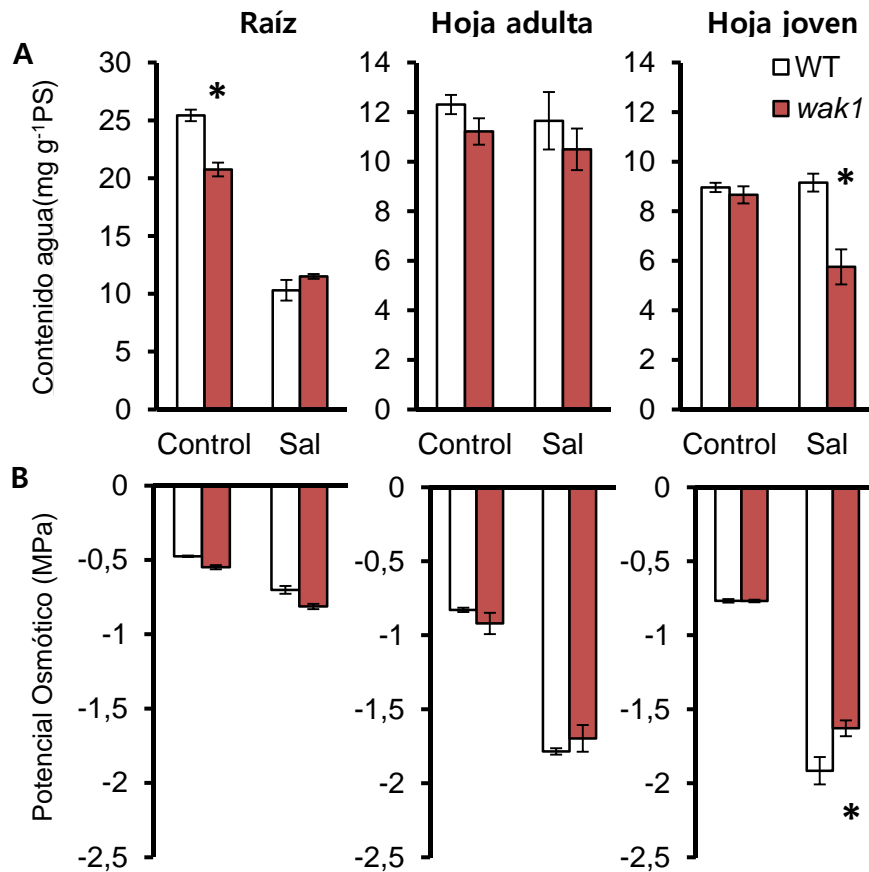 Raíz
Hoja adulta
Hoja joven
A
Contenido agua(mg g⁻¹PS)
30
25
20
15
10
5
0
*
Control
Sal
14
12
10
8
6
4
2
0
Control
Sal
14
12
10
8
6
4
2
0
WT
wak1
*
Control
Sal
B
Potencial Osmótico (MPa)
0
-0,5
-1
-1,5
-2
-2,5
0
-0,5
-1
-1,5
-2
-2,5
0
-0,5
-1
-1,5
-2
-2,5
*